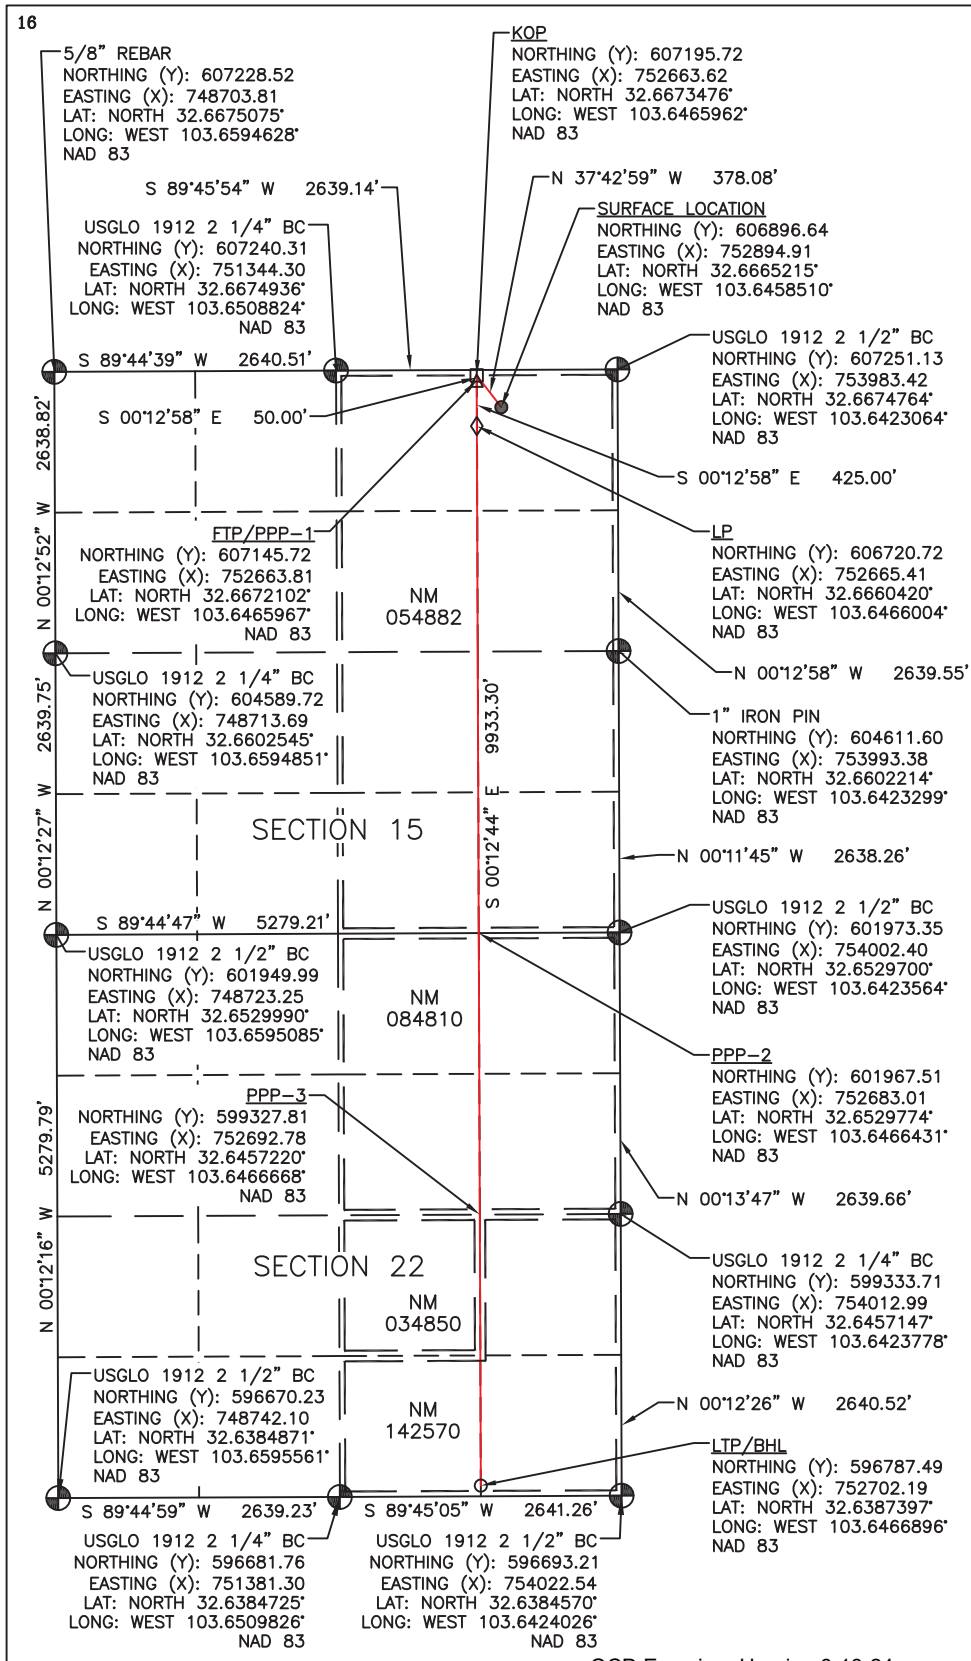 16
5/8" REBAR
NORTHING (Y): 607228.52
EASTING (X): 748703.81
LAT: NORTH 32.6675075°
LONG: WEST 103.6594628°
NAD 83
KOP
NORTHING (Y): 607195.72
EASTING (X): 752663.62
LAT: NORTH 32.6673476°
LONG: WEST 103.6465962°
NAD 83
S 89°45'54" W 2639.14'
N 37°42'59" W 378.08'
USGLO 1912 2 1/4" BC
NORTHING (Y): 607240.31
EASTING (X): 751344.30
LAT: NORTH 32.6674936°
LONG: WEST 103.6508824°
NAD 83
SURFACE LOCATION
NORTHING (Y): 606896.64
EASTING (X): 752894.91
LAT: NORTH 32.6665215°
LONG: WEST 103.6458510°
NAD 83
S 89°44'39" W 2640.51'
USGLO 1912 2 1/2" BC
NORTHING (Y): 607251.13
EASTING (X): 753983.42
LAT: NORTH 32.6674764°
LONG: WEST 103.6423064°
NAD 83
S 00°12'58" E 50.00'
N 00°12'52" W 2638.82'
S 00°12'58" E 425.00'
FTP/PPP-1
NORTHING (Y): 607145.72
EASTING (X): 752663.81
LAT: NORTH 32.6672102°
LONG: WEST 103.6465967°
NAD 83
LP
NORTHING (Y): 606720.72
EASTING (X): 752665.41
LAT: NORTH 32.6660420°
LONG: WEST 103.6466004°
NAD 83
NM
054882
N 00°12'58" W 2639.55'
USGLO 1912 2 1/4" BC
NORTHING (Y): 604589.72
EASTING (X): 748713.69
LAT: NORTH 32.6602545°
LONG: WEST 103.6594851°
NAD 83
1" IRON PIN
NORTHING (Y): 604611.60
EASTING (X): 753993.38
LAT: NORTH 32.6602214°
LONG: WEST 103.6423299°
NAD 83
N 00°12'27" W 2639.75'
S 00°12'44" E 9933.30'
SECTION 15
N 00°11'45" W 2638.26'
S 89°44'47" W 5279.21'
USGLO 1912 2 1/2" BC
NORTHING (Y): 601949.99
EASTING (X): 748723.25
LAT: NORTH 32.6529990°
LONG: WEST 103.6595085°
NAD 83
USGLO 1912 2 1/2" BC
NORTHING (Y): 601973.35
EASTING (X): 754002.40
LAT: NORTH 32.6529700°
LONG: WEST 103.6423564°
NAD 83
NM
084810
PPP-2
NORTHING (Y): 601967.51
EASTING (X): 752683.01
LAT: NORTH 32.6529774°
LONG: WEST 103.6466431°
NAD 83
PPP-3
NORTHING (Y): 599327.81
EASTING (X): 752692.78
LAT: NORTH 32.6457220°
LONG: WEST 103.6466668°
NAD 83
N 00°12'16" W 5279.79'
N 00°13'47" W 2639.66'
SECTION 22
USGLO 1912 2 1/4" BC
NORTHING (Y): 599333.71
EASTING (X): 754012.99
LAT: NORTH 32.6457147°
LONG: WEST 103.6423778°
NAD 83
NM
034850
USGLO 1912 2 1/2" BC
NORTHING (Y): 596670.23
EASTING (X): 748742.10
LAT: NORTH 32.6384871°
LONG: WEST 103.6595561°
NAD 83
NM
142570
N 00°12'26" W 2640.52'
LTP/BHL
NORTHING (Y): 596787.49
EASTING (X): 752702.19
LAT: NORTH 32.6387397°
LONG: WEST 103.6466896°
NAD 83
S 89°44'59" W 2639.23'
S 89°45'05" W 2641.26'
USGLO 1912 2 1/4" BC
NORTHING (Y): 596681.76
EASTING (X): 751381.30
LAT: NORTH 32.6384725°
LONG: WEST 103.6509826°
NAD 83
USGLO 1912 2 1/2" BC
NORTHING (Y): 596693.21
EASTING (X): 754022.54
LAT: NORTH 32.6384570°
LONG: WEST 103.6424026°
NAD 83